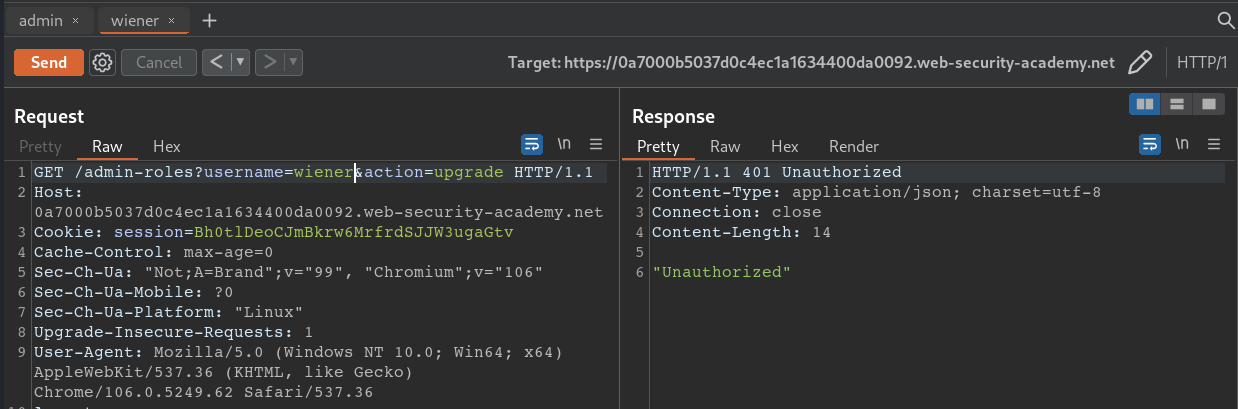 admin ×
wiener ×
+
Send
Cancel
< ▼
> ▼
Target: https://0a7000b5037d0c4ec1a1634400da0092.web-security-academy.net
HTTP/1
Request
Pretty Raw Hex
\n
1 GET /admin-roles?username=wiener&action=upgrade HTTP/1.1
2 Host:
0a7000b5037d0c4ec1a1634400da0092.web-security-academy.net
3 Cookie: session=Bh0tlDeoCJmBkrw6MrfrdSJJW3ugaGtv
4 Cache-Control: max-age=0
5 Sec-Ch-Ua: "Not;A=Brand";v="99", "Chromium";v="106"
6 Sec-Ch-Ua-Mobile: ?0
7 Sec-Ch-Ua-Platform: "Linux"
8 Upgrade-Insecure-Requests: 1
9 User-Agent: Mozilla/5.0 (Windows NT 10.0; Win64; x64)
AppleWebKit/537.36 (KHTML, like Gecko)
Chrome/106.0.5249.62 Safari/537.36
Response
Pretty Raw Hex Render
\n
1 HTTP/1.1 401 Unauthorized
2 Content-Type: application/json; charset=utf-8
3 Connection: close
4 Content-Length: 14
5
6 "Unauthorized"